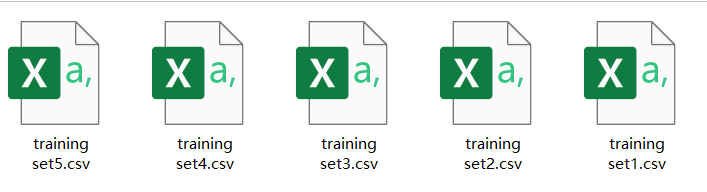 X a,
X a,
X a,
X a,
X a,
training
set5.csv
training
set4.csv
training
set3.csv
training
set2.csv
training
set1.csv